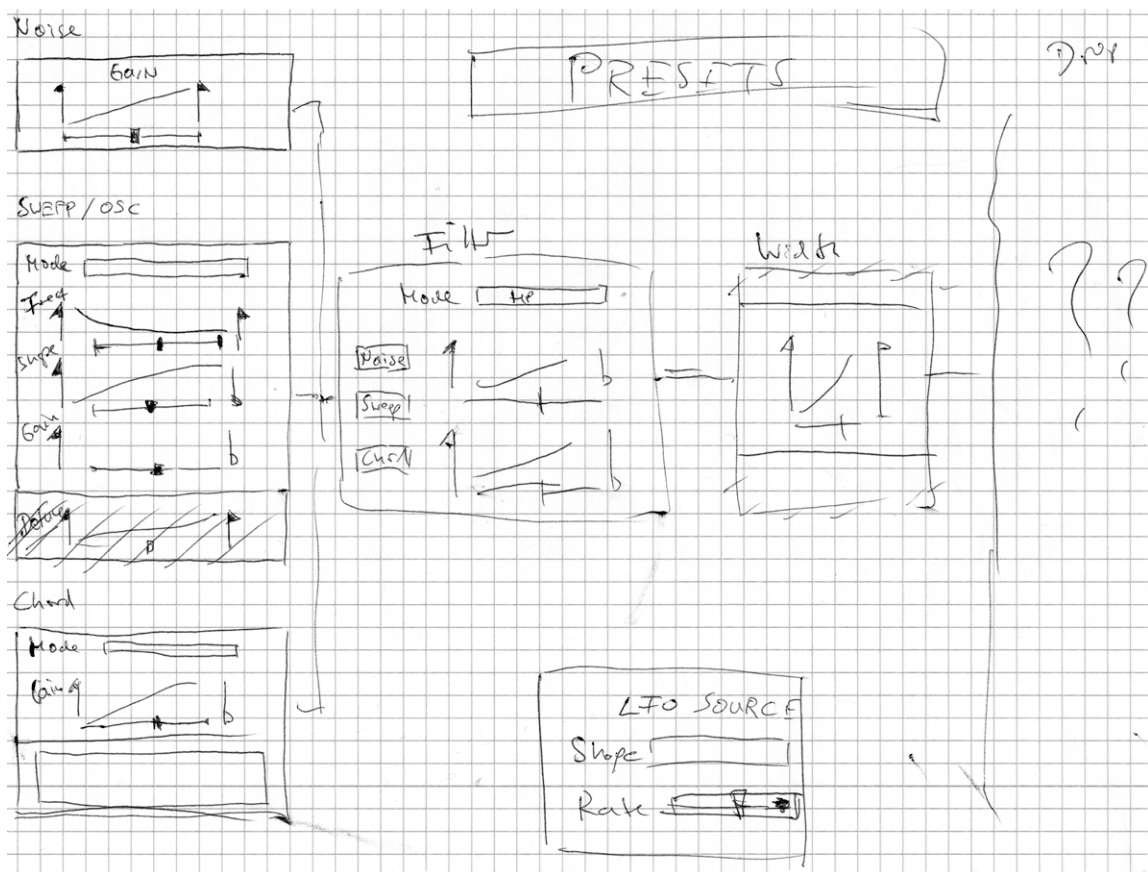 Noise
Gain
PRESETS
SWEEP / OSC
Mode
Freq
Shape
Gain
Detune
Chord
Mode
Gain
Filter
Mode HP
Noise
Sweep
Chord
Width
? ?
LFO SOURCE
Shape
Rate